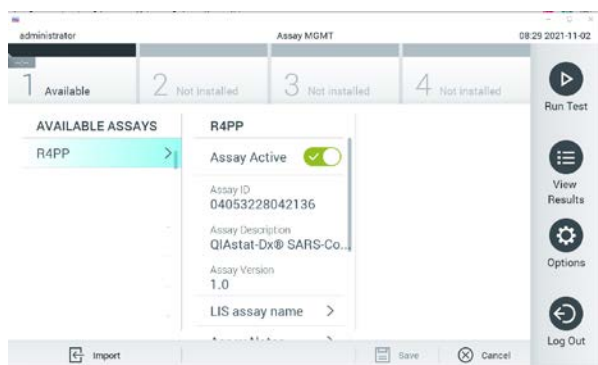 administrator Assay MGMT 08:29 2021-11-02
1 Available 2 Not installed 3 Not installed 4 Not installed
Run Test
AVAILABLE ASSAYS R4PP
R4PP > Assay Active
View Results
Assay ID
04053228042136
Assay Description
QIAstat-Dx® SARS-Co...
Options
Assay Version
1.0
LIS assay name >
Import Save Cancel
Log Out